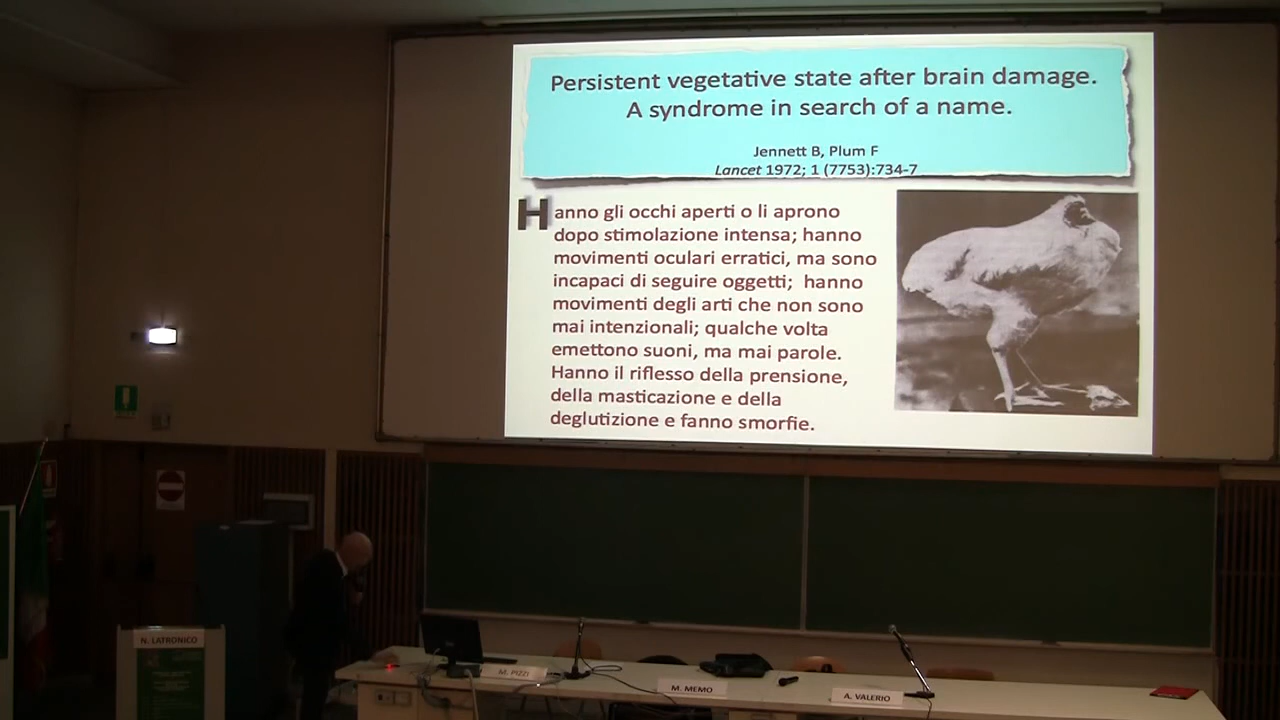 Persistent vegetative state after brain damage.
A syndrome in search of a name.
Jennett B, Plum F
Lancet 1972; 1 (7753):734-7
Hanno gli occhi aperti o li aprono
dopo stimolazione intensa; hanno
movimenti oculari erratici, ma sono
incapaci di seguire oggetti; hanno
movimenti degli arti che non sono
mai intenzionali; qualche volta
emettono suoni, ma mai parole.
Hanno il riflesso della prensione,
della masticazione e della
deglutizione e fanno smorfie.
N. LATRONICO
M. PIZZI
M. MEMO
A. VALERIO